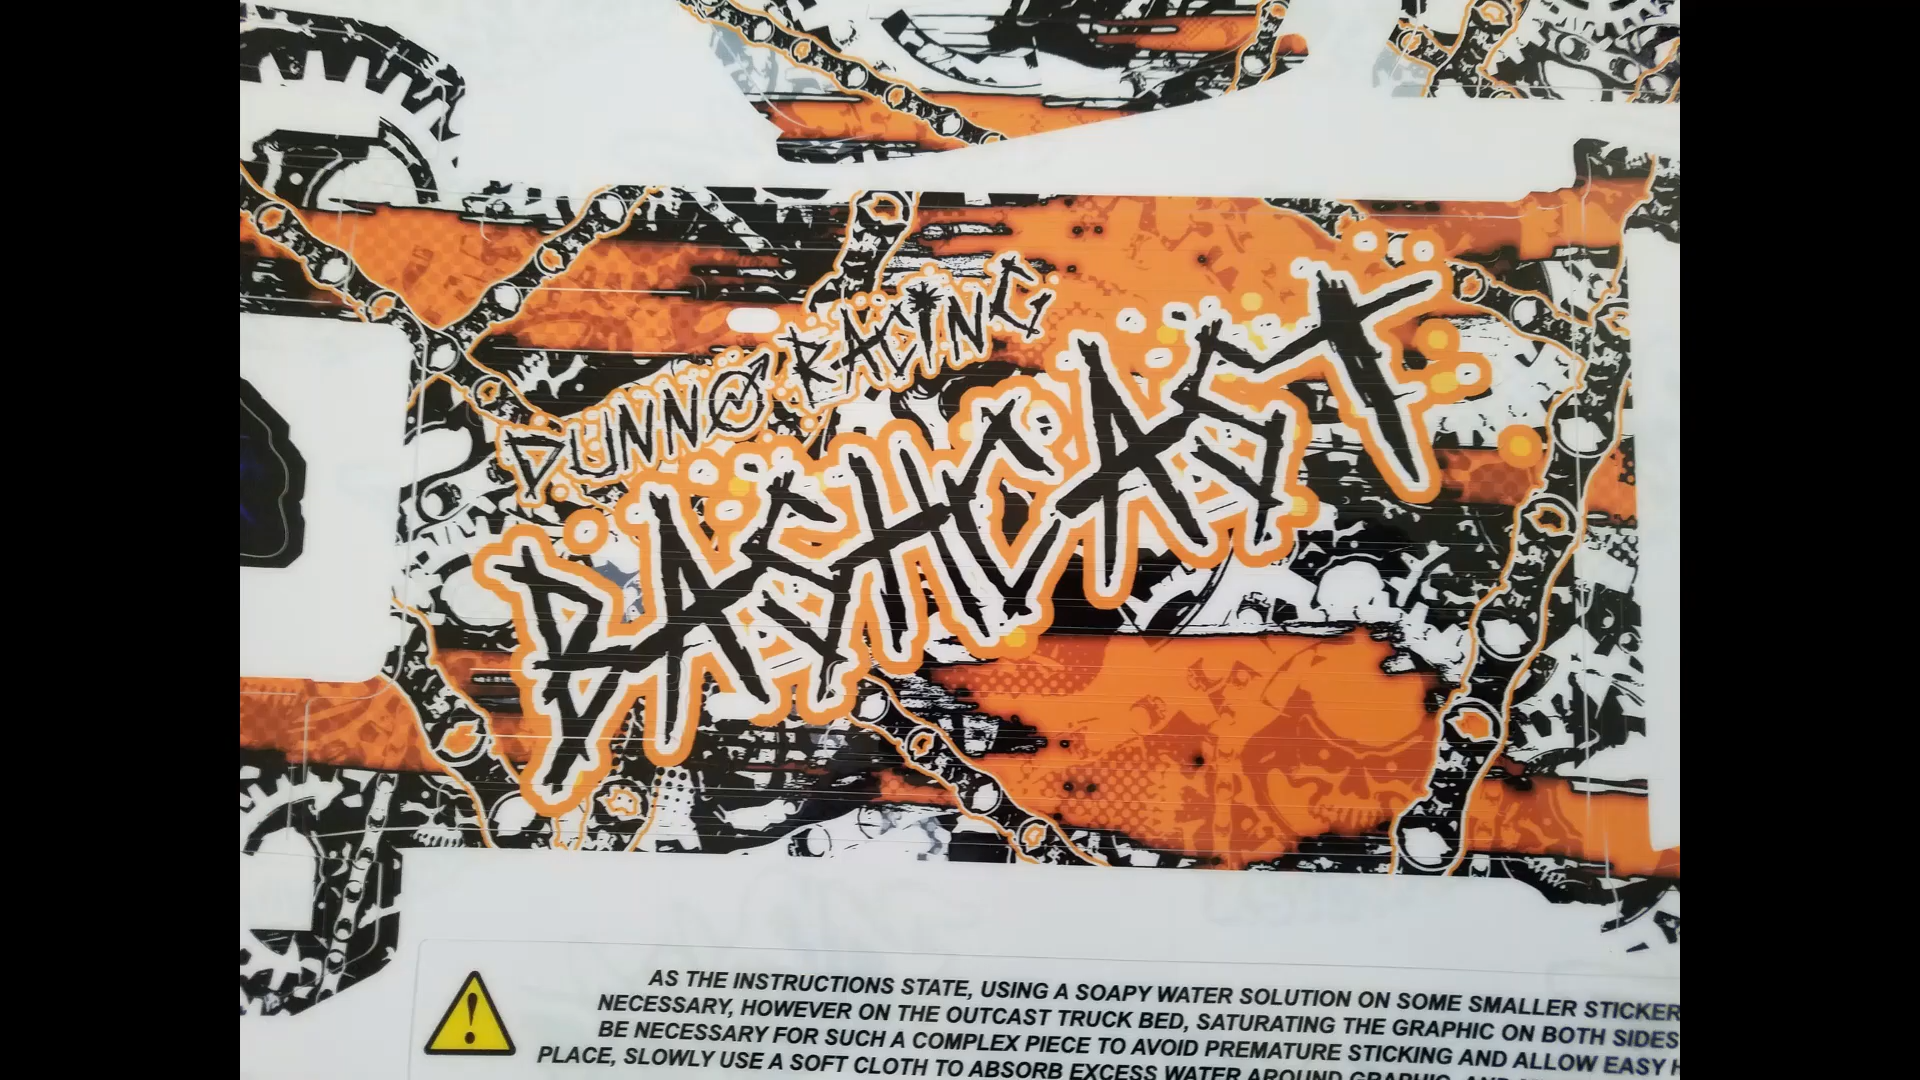 DUNNO RACING
BASHCAST
AS THE INSTRUCTIONS STATE, USING A SOAPY WATER SOLUTION ON SOME SMALLER STICKER
NECESSARY, HOWEVER ON THE OUTCAST TRUCK BED, SATURATING THE GRAPHIC ON BOTH SIDES
BE NECESSARY FOR SUCH A COMPLEX PIECE TO AVOID PREMATURE STICKING AND ALLOW EASY
PLACE, SLOWLY USE A SOFT CLOTH TO ABSORB EXCESS WATER AROUND GRAPHIC, AND